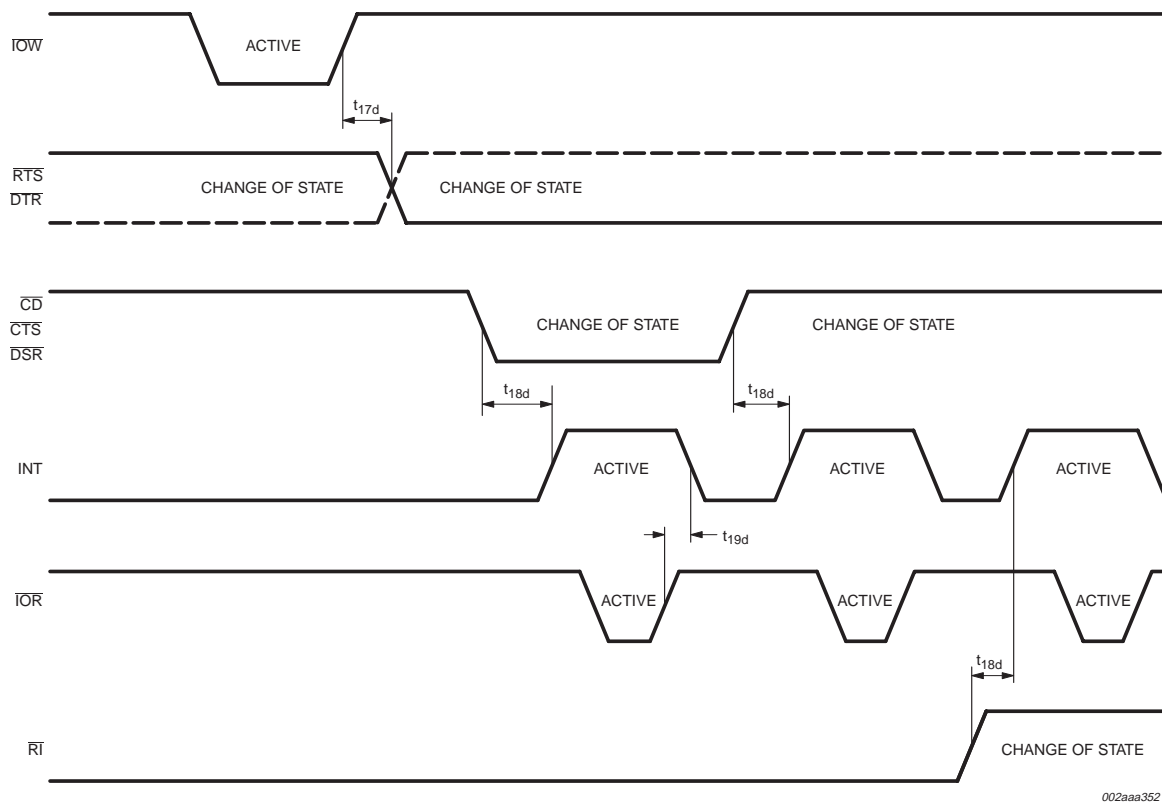 IOW
ACTIVE
t17d
RTS
DTR
CHANGE OF STATE
CHANGE OF STATE
CD
CTS
DSR
CHANGE OF STATE
CHANGE OF STATE
t18d
t18d
INT
ACTIVE
ACTIVE
ACTIVE
t19d
IOR
ACTIVE
ACTIVE
ACTIVE
t18d
RI
CHANGE OF STATE
002aaa352